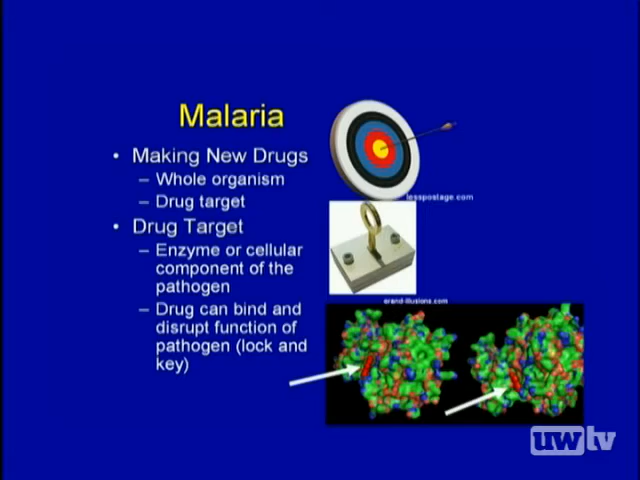 Malaria
• Making New Drugs
– Whole organism
– Drug target
• Drug Target
– Enzyme or cellular
component of the
pathogen
– Drug can bind and
disrupt function of
pathogen (lock and
key)
lesspostage.com
grand-illusions.com
uwtv